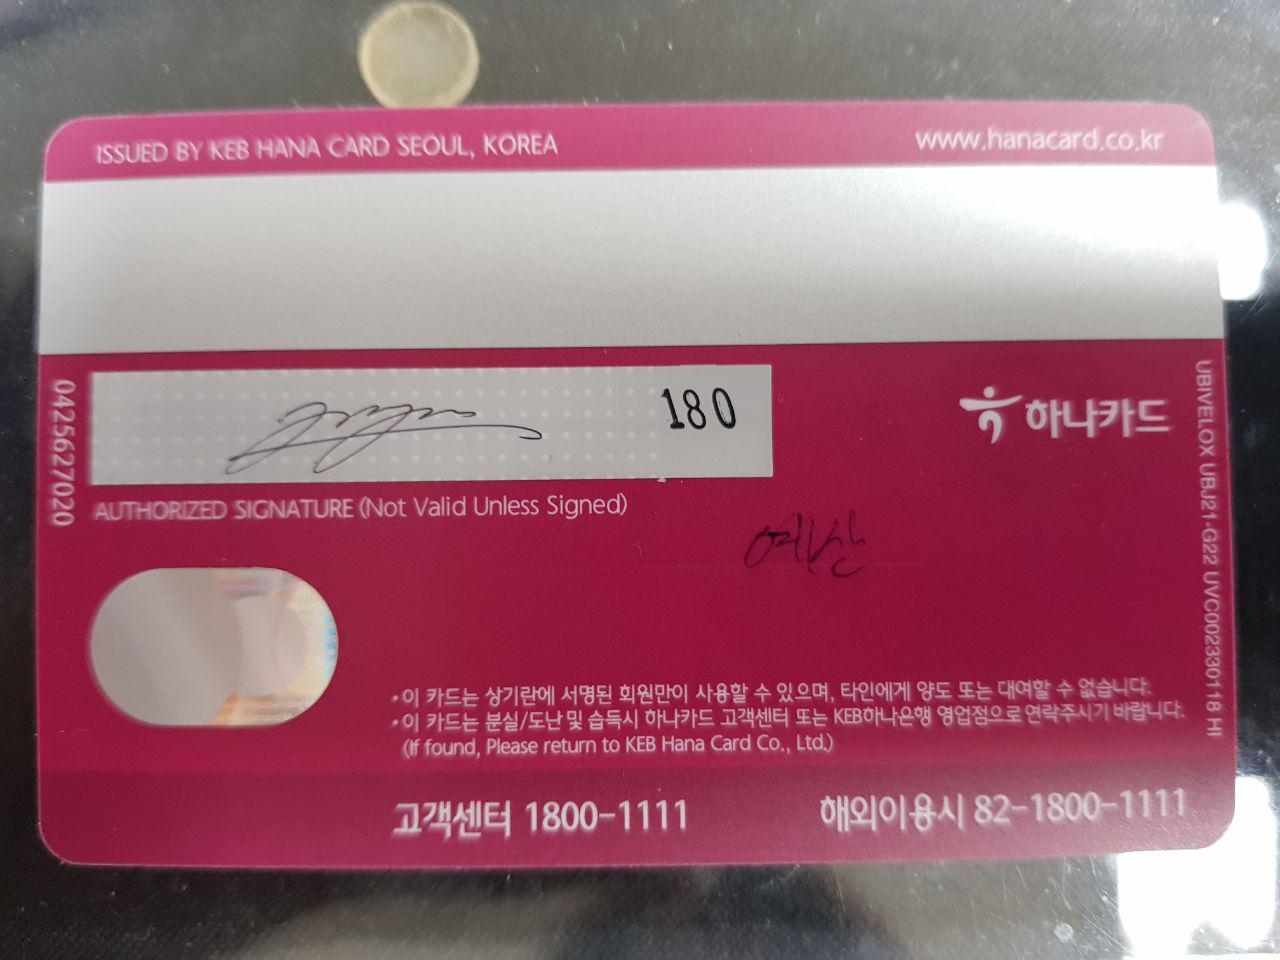 ISSUED BY KEB HANA CARD SEOUL, KOREA
www.hanacard.co.kr
0425627020
180
하나카드
UBIVELOX UBJ21-G22 UVC002330118 HI
AUTHORIZED SIGNATURE (Not Valid Unless Signed)
• 이 카드는 상기란에 서명된 회원만이 사용할 수 있으며, 타인에게 양도 또는 대여할 수 없습니다.
• 이 카드는 분실/도난 및 습득시 하나카드 고객센터 또는 KEB하나은행 영업점으로 연락주시기 바랍니다.
(If found, Please return to KEB Hana Card Co., Ltd.)
고객센터 1800-1111
해외이용시 82-1800-1111